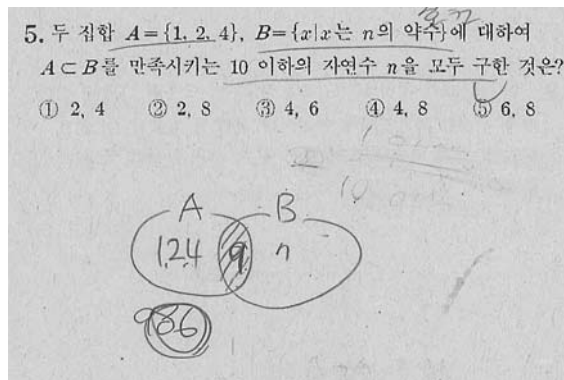 5. 두 집합 A={1, 2, 4}, B={x|x는 n의 약수}에 대하여
A⊂B를 만족시키는 10 이하의 자연수 n을 모두 구한 것은?
① 2, 4 ② 2, 8 ③ 4, 6 ④ 4, 8 ⑤ 6, 8
A B
1,2,4 9 n
986